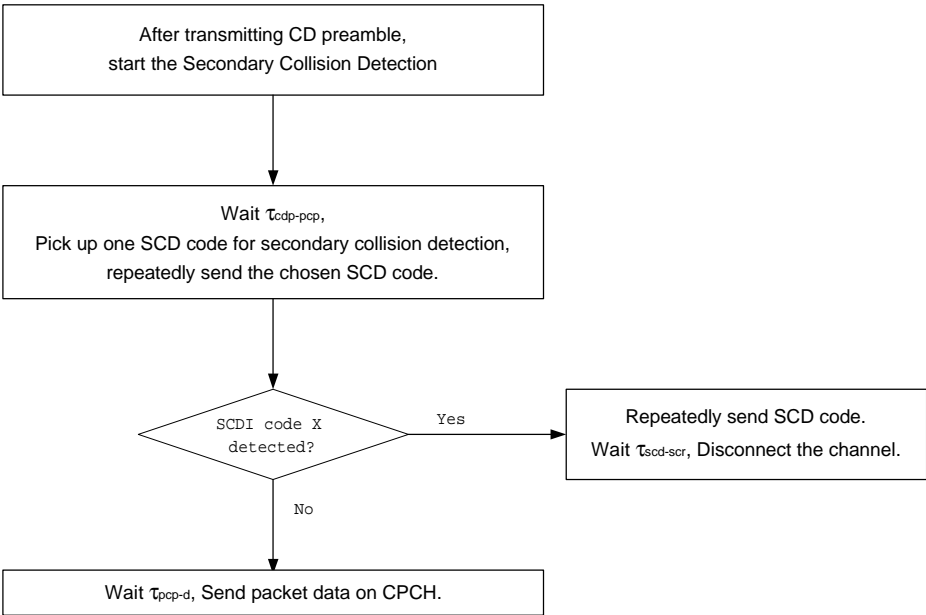 After transmitting CD preamble,
start the Secondary Collision Detection
Wait τcdp-pcp,
Pick up one SCD code for secondary collision detection,
repeatedly send the chosen SCD code.
SCDI code X
detected?
Yes
Repeatedly send SCD code.
Wait τscd-scr, Disconnect the channel.
No
Wait τpcp-d, Send packet data on CPCH.